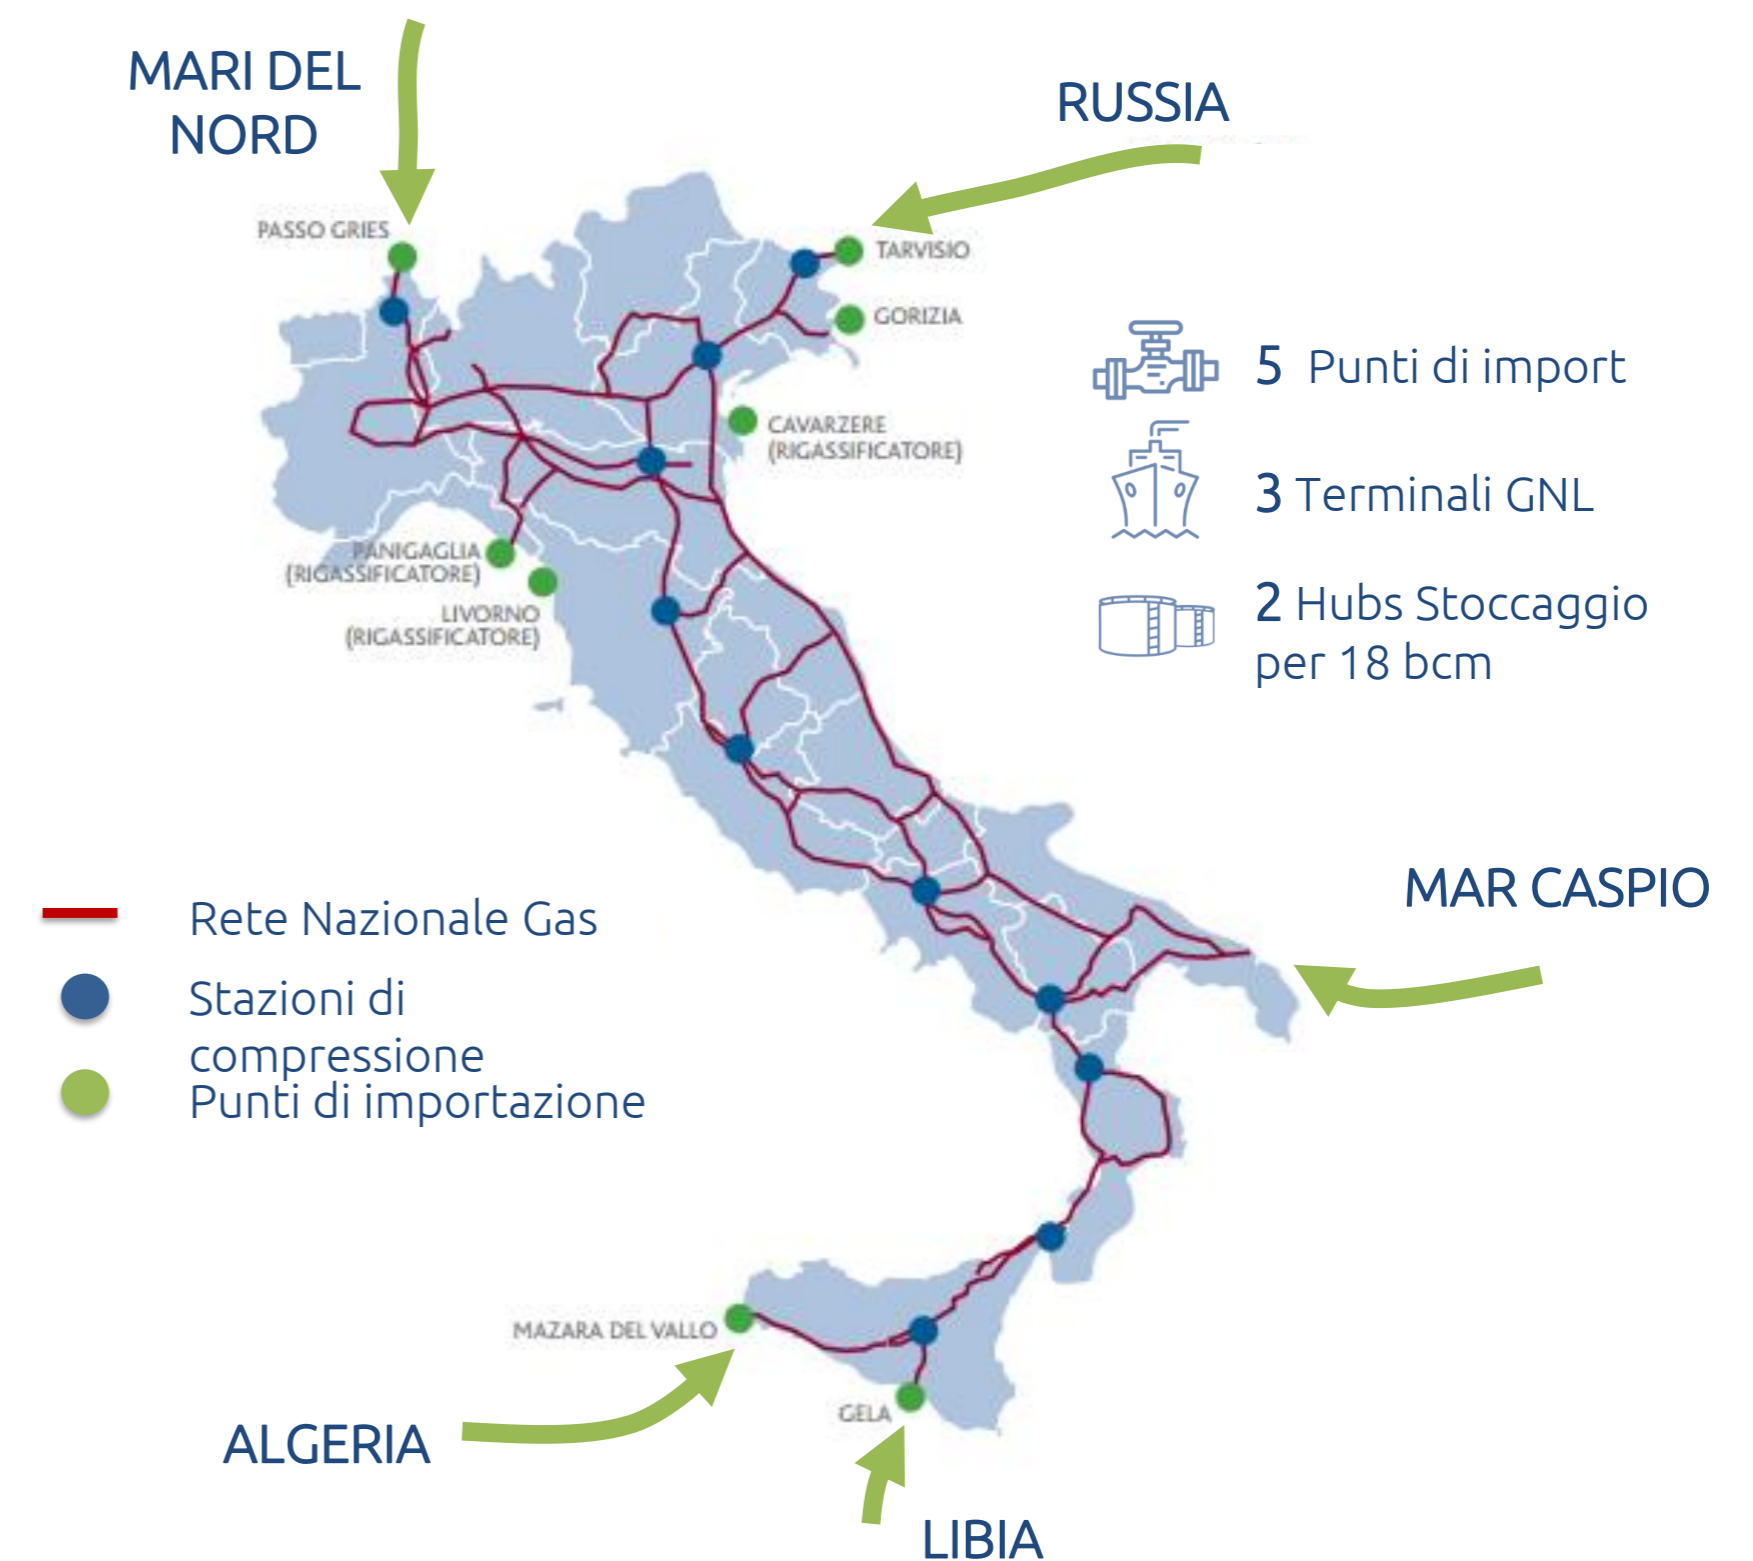 MARI DEL
NORD
RUSSIA
PASSO GRIES
TARVISIO
GORIZIA
CAVARZERE
(RIGASSIFICATORE)
5 Punti di import
3 Terminali GNL
2 Hubs Stoccaggio
per 18 bcm
PANIGAGLIA
(RIGASSIFICATORE)
LIVORNO
(RIGASSIFICATORE)
MAR CASPIO
Rete Nazionale Gas
Stazioni di
compressione
Punti di importazione
MAZARA DEL VALLO
GELA
ALGERIA
LIBIA